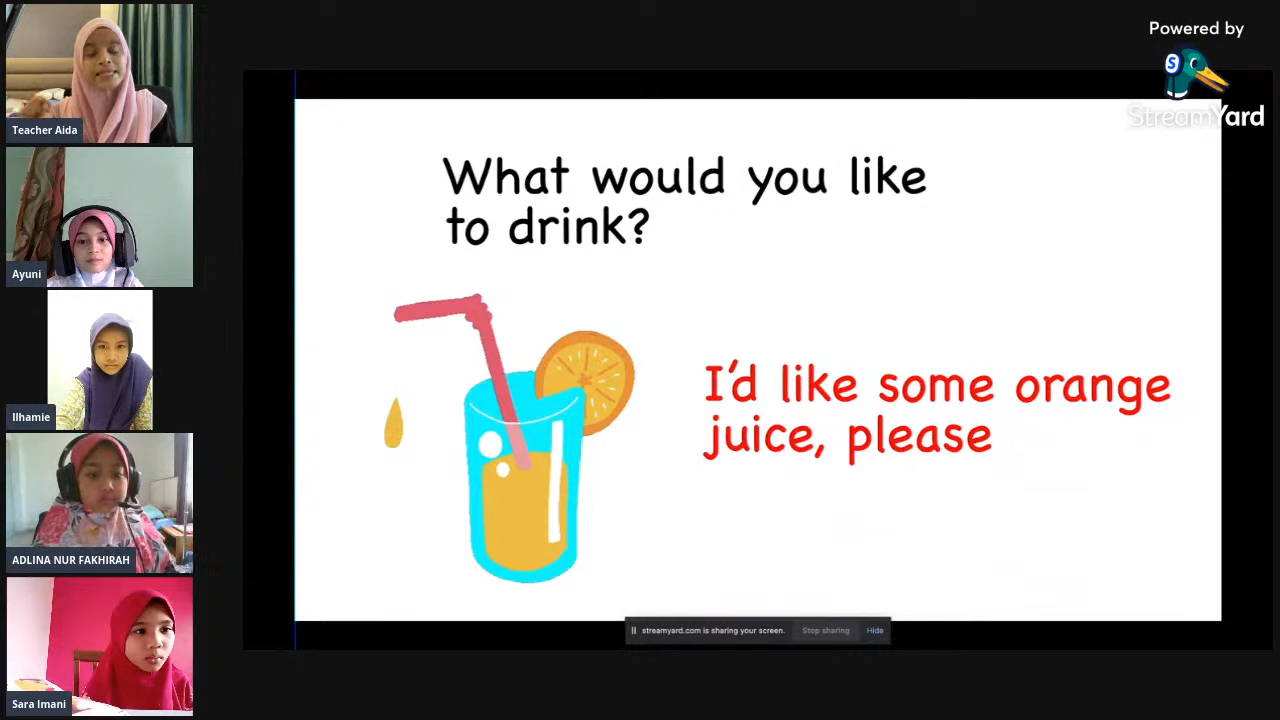 Teacher Aida
Ayuni
Ilhamie
ADLINA NUR FAKHIRAH
Sara Imani
What would you like
to drink?
I'd like some orange
juice, please
streamyard.com is sharing your screen. Stop sharing Hide
Powered by
S
StreamYard